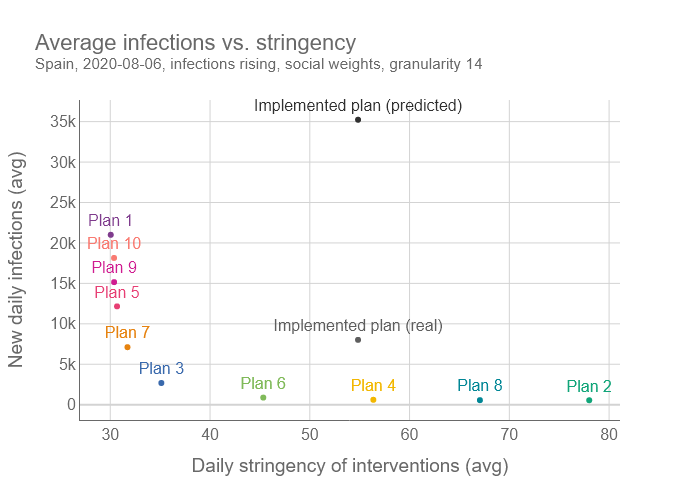 Average infections vs. stringency
Spain, 2020-08-06, infections rising, social weights, granularity 14
New daily infections (avg)
35k
30k
25k
20k
15k
10k
5k
0
Implemented plan (predicted)
Plan 1
Plan 10
Plan 9
Plan 5
Implemented plan (real)
Plan 7
Plan 3
Plan 6
Plan 4
Plan 8
Plan 2
30
40
50
60
70
80
Daily stringency of interventions (avg)